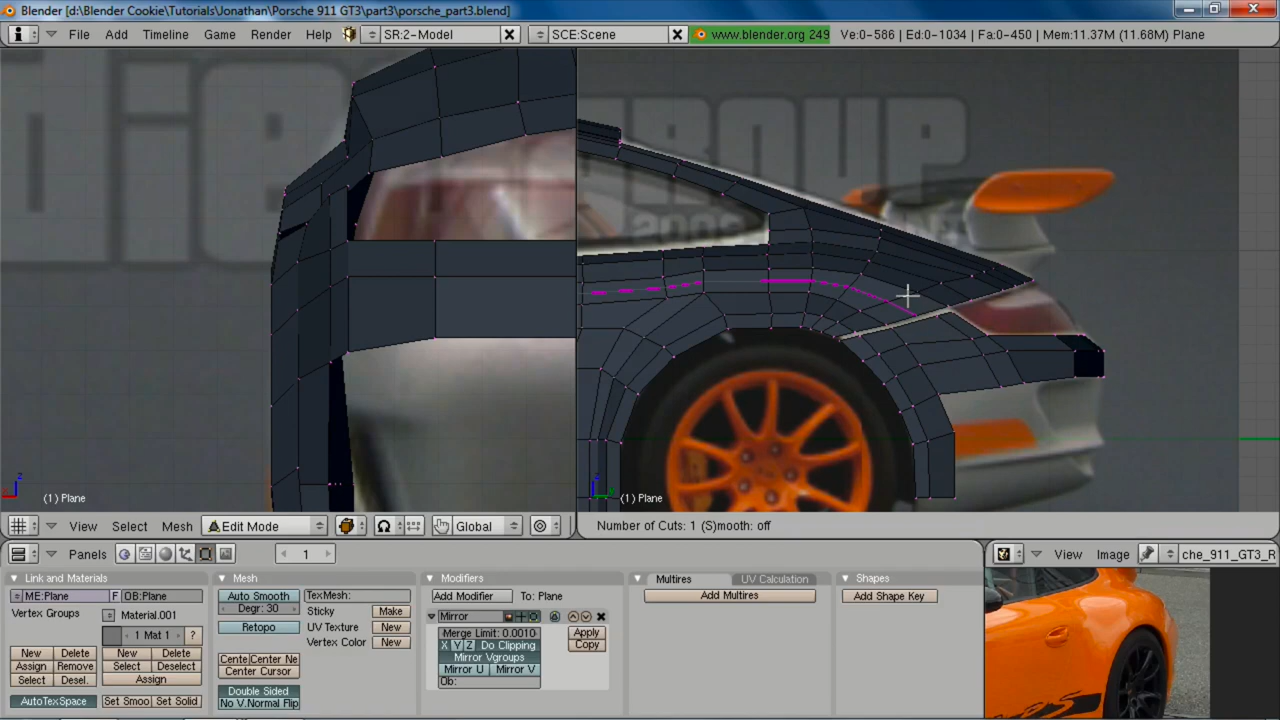 Blender [d:\Blender Cookie\Tutorials\Jonathan\Porsche 911 GT3\part3\porsche_part3.blend]
File Add Timeline Game Render Help SR:2-Model SCE:Scene www.blender.org 249 Ve:0-586 | Ed:0-1034 | Fa:0-450 | Mem:11.37M (11.68M) Plane
GROUP
(1) Plane
(1) Plane
View Select Mesh Edit Mode Global
Number of Cuts: 1 (S)mooth: off
Panels 1
View Image che_911_GT3_R
Link and Materials
ME:Plane F OB:Plane
Vertex Groups
Material.001
1 Mat 1 ?
New Delete New Delete
Assign Remove Select Deselect
Select Desel. Assign
AutoTexSpace Set Smoo Set Solid
Mesh
Auto Smooth TexMesh:
Degr: 30 Sticky Make
Retopo UV Texture New
Vertex Color New
Cente Center Ne
Center Cursor
Double Sided
No V.Normal Flip
Modifiers
Add Modifier To: Plane
Mirror
Merge Limit: 0.0010 Apply
X Y Z Do Clipping Copy
Mirror Vgroups
Mirror U Mirror V
Ob:
Multires UV Calculation
Add Multires
Shapes
Add Shape Key